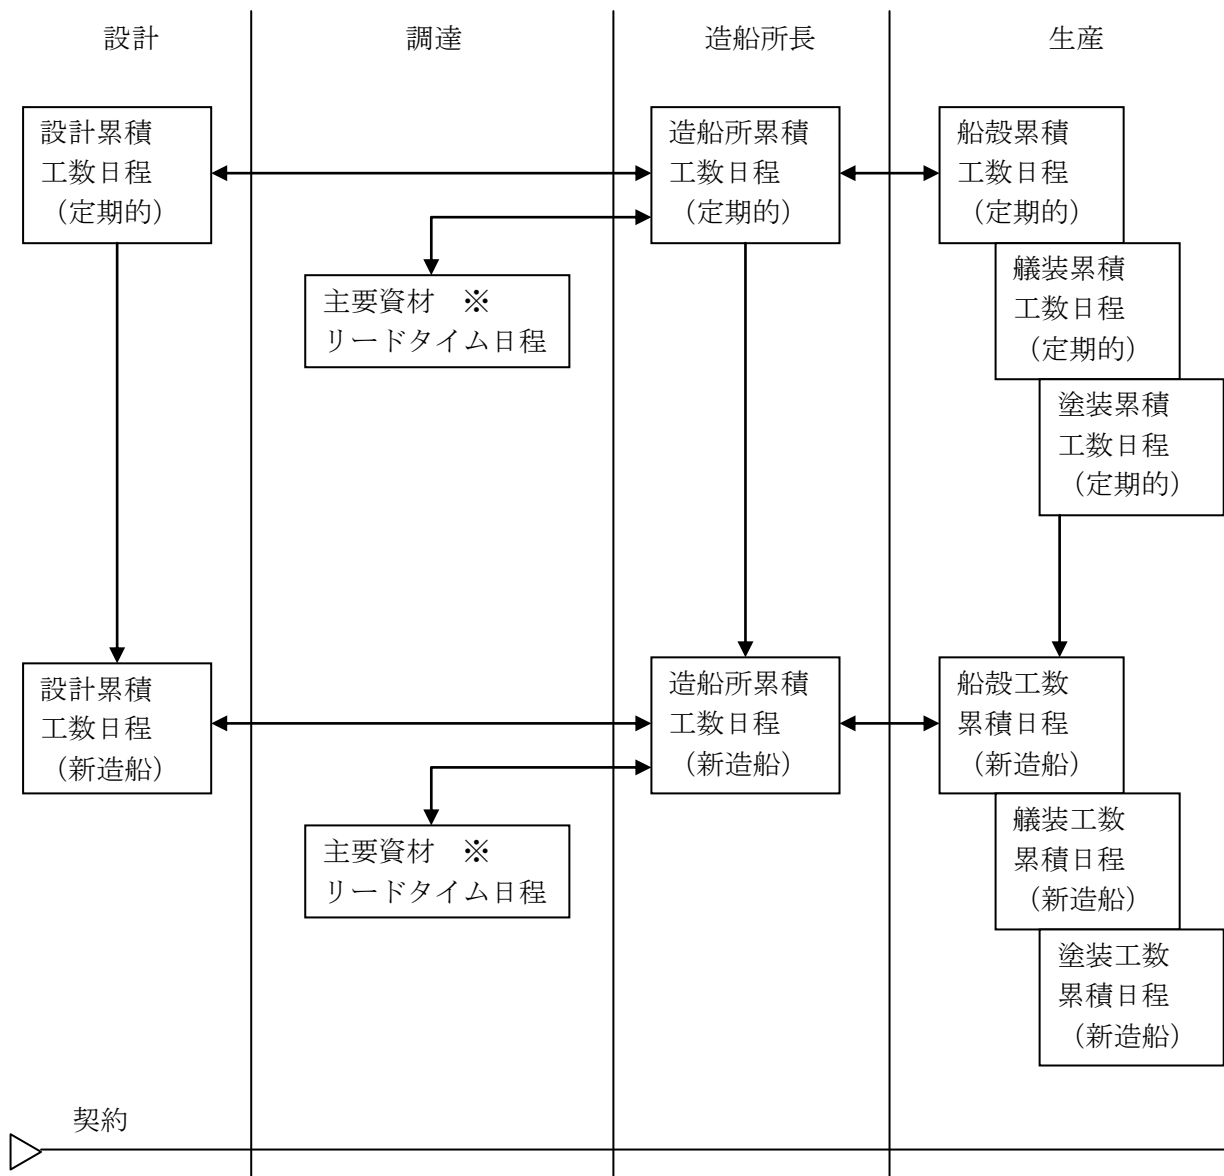 設計
調達
造船所長
生産
設計累積
工数日程
（定期的）
造船所累積
工数日程
（定期的）
船殻累積
工数日程
（定期的）
艤装累積
工数日程
（定期的）
主要資材　※
リードタイム日程
塗装累積
工数日程
（定期的）
設計累積
工数日程
（新造船）
造船所累積
工数日程
（新造船）
船殻工数
累積日程
（新造船）
艤装工数
累積日程
（新造船）
主要資材　※
リードタイム日程
塗装工数
累積日程
（新造船）
契約